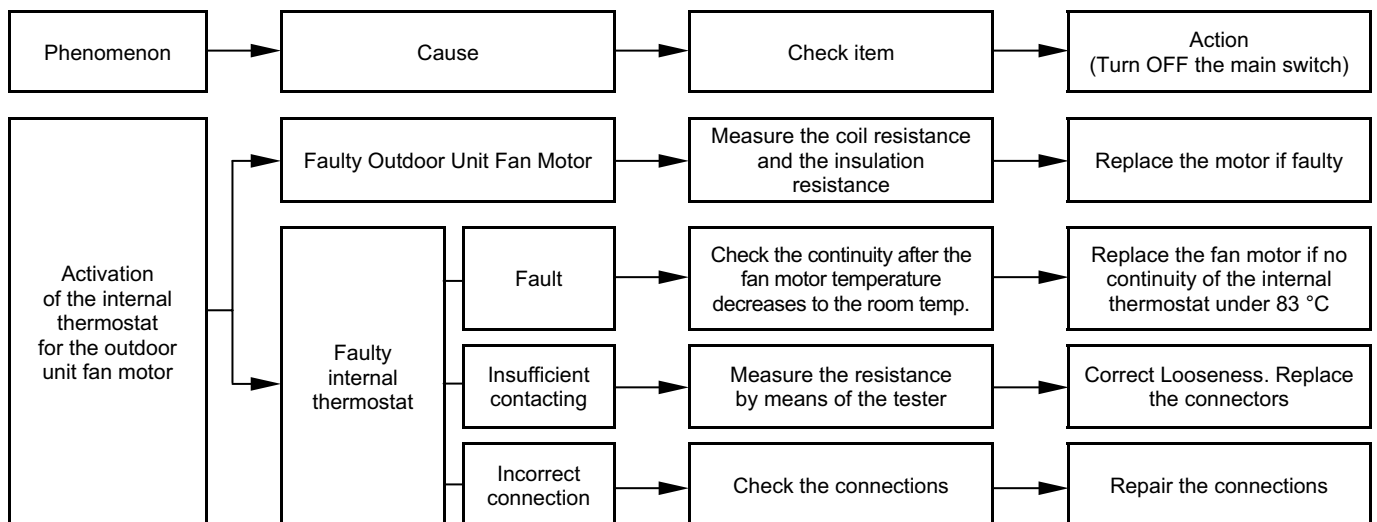 Phenomenon
Cause
Check item
Action
(Turn OFF the main switch)
Activation
of the internal
thermostat
for the outdoor
unit fan motor
Faulty Outdoor Unit Fan Motor
Measure the coil resistance
and the insulation
resistance
Replace the motor if faulty
Faulty
internal
thermostat
Fault
Check the continuity after the
fan motor temperature
decreases to the room temp.
Replace the fan motor if no
continuity of the internal
thermostat under 83 °C
Insufficient
contacting
Measure the resistance
by means of the tester
Correct Looseness. Replace
the connectors
Incorrect
connection
Check the connections
Repair the connections